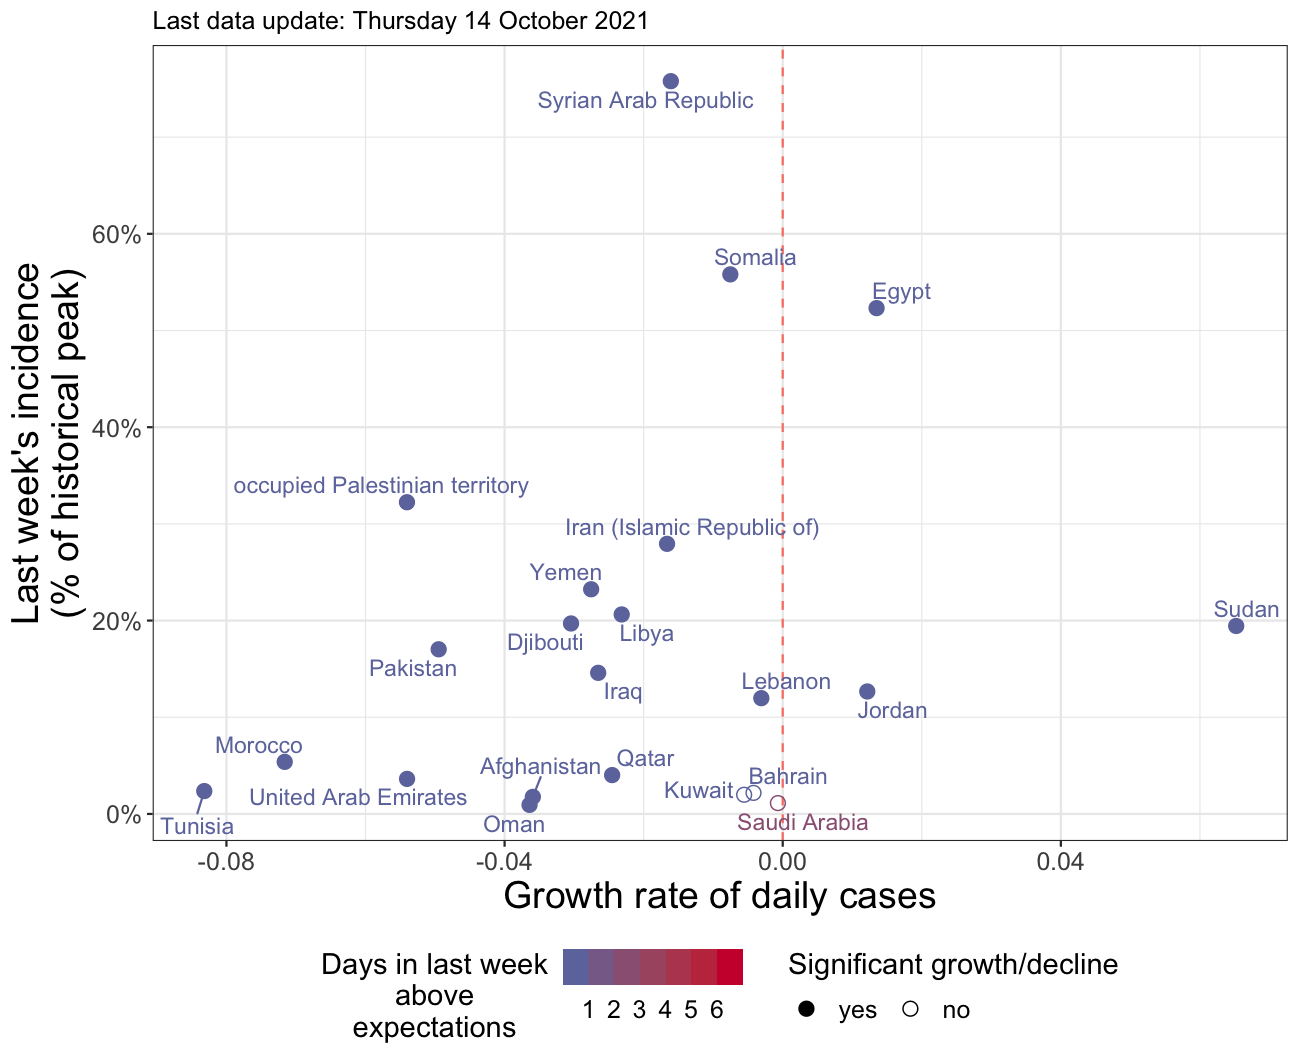 Last data update: Thursday 14 October 2021
Syrian Arab Republic
60%
Somalia
Egypt
Last week's incidence
(% of historical peak)
40%
occupied Palestinian territory
Iran (Islamic Republic of)
Yemen
20%
Sudan
Libya
Djibouti
Pakistan
Lebanon
Iraq
Jordan
Morocco
Qatar
Afghanistan
Bahrain
Kuwait
United Arab Emirates
0%
Saudi Arabia
Oman
Tunisia
-0.08 -0.04 0.00 0.04
Growth rate of daily cases
Days in last week
above
expectations
1 2 3 4 5 6
Significant growth/decline
yes no